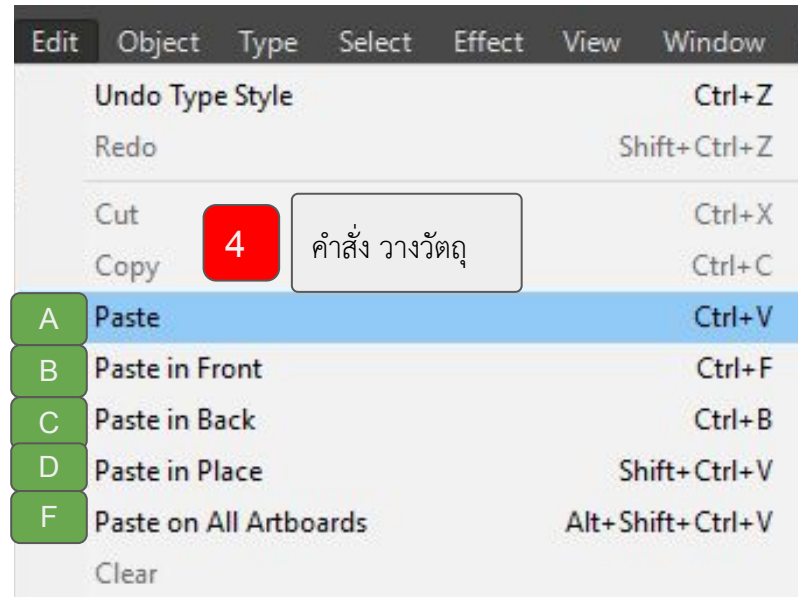 Edit Object Type Select Effect View Window
Undo Type Style Ctrl+Z
Redo Shift+Ctrl+Z
Cut Ctrl+X
4 คำสั่ง วางวัตถุ
Copy Ctrl+C
A Paste Ctrl+V
B Paste in Front Ctrl+F
C Paste in Back Ctrl+B
D Paste in Place Shift+Ctrl+V
F Paste on All Artboards Alt+Shift+Ctrl+V
Clear